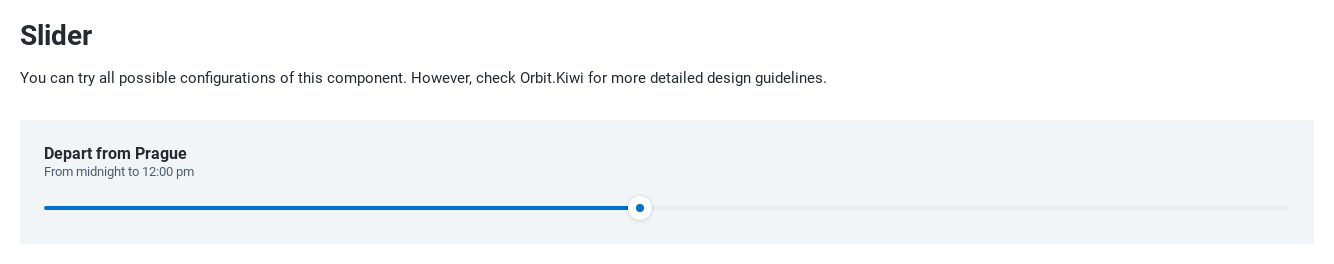 Slider
You can try all possible configurations of this component. However, check Orbit.Kiwi for more detailed design guidelines.
Depart from Prague
From midnight to 12:00 pm